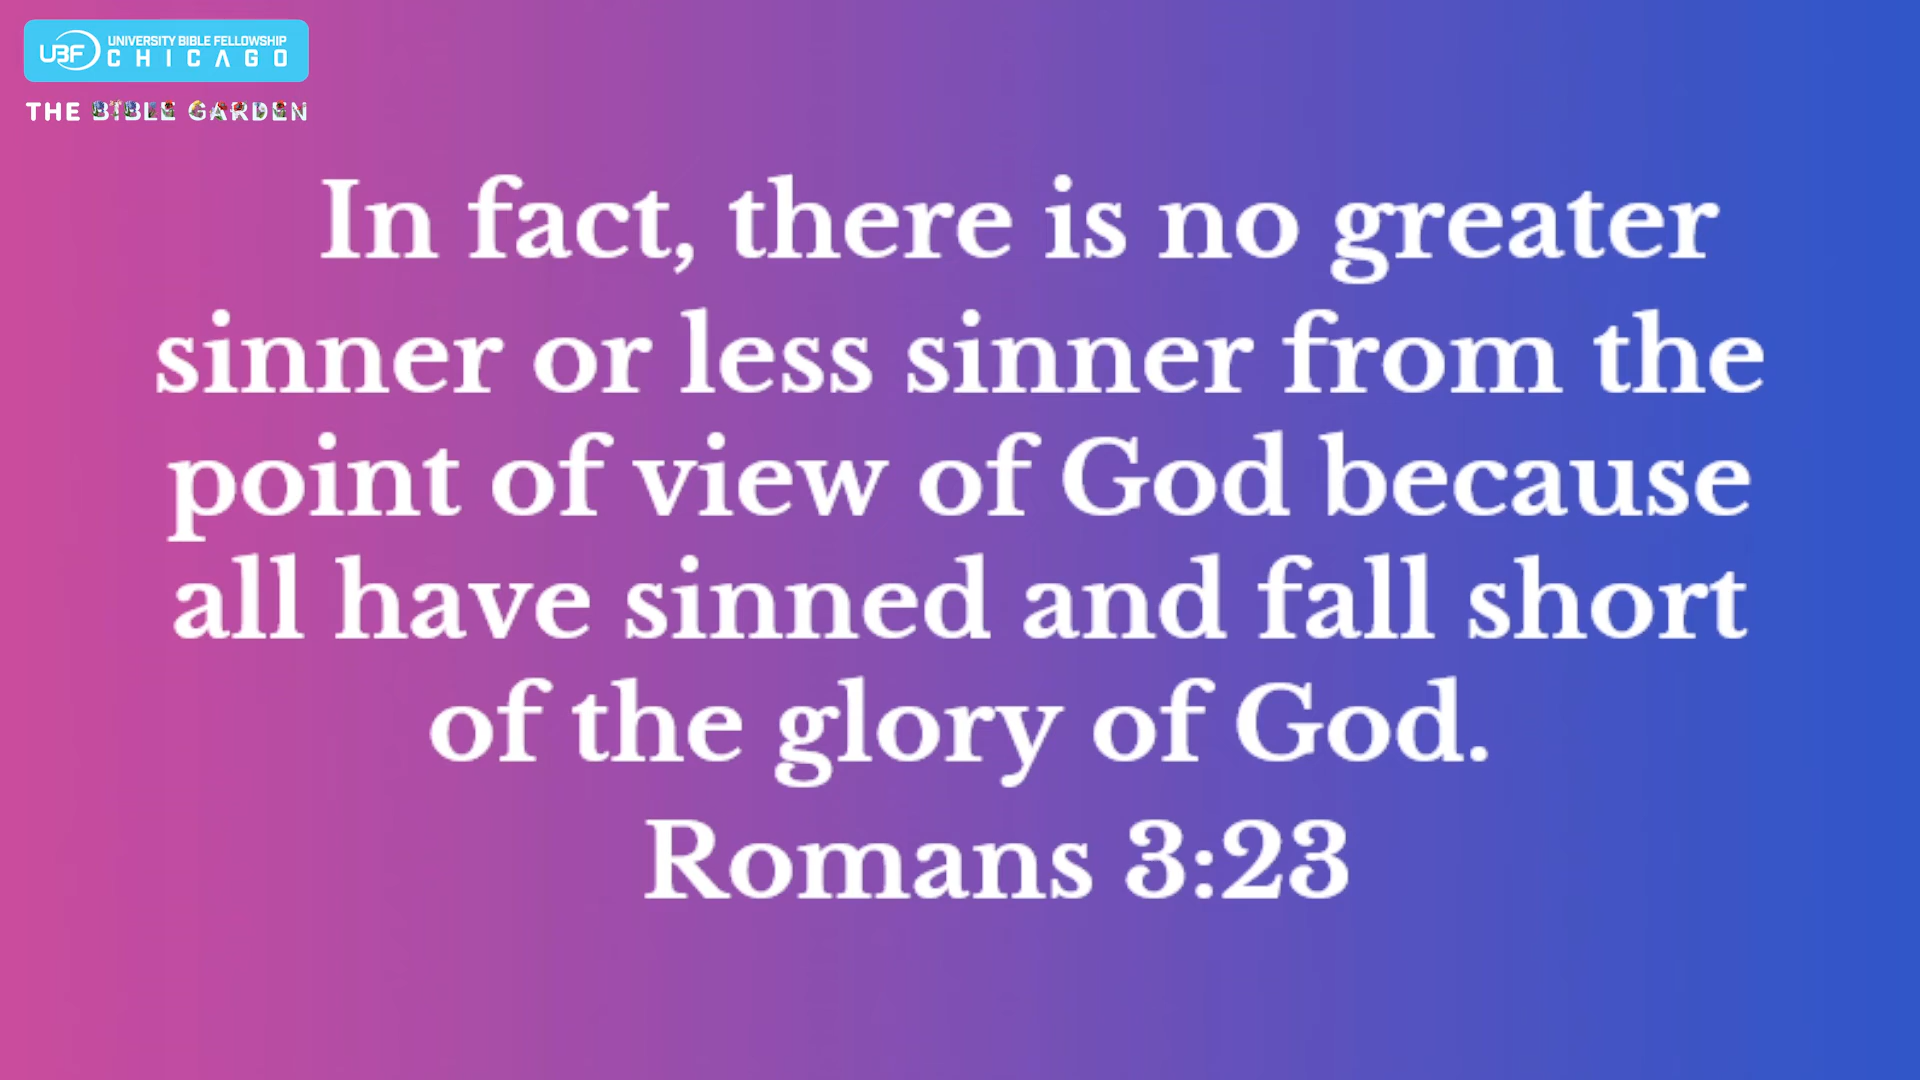 UBF UNIVERSITY BIBLE FELLOWSHIP
CHICAGO
THE BIBLE GARDEN
In fact, there is no greater
sinner or less sinner from the
point of view of God because
all have sinned and fall short
of the glory of God.
Romans 3:23